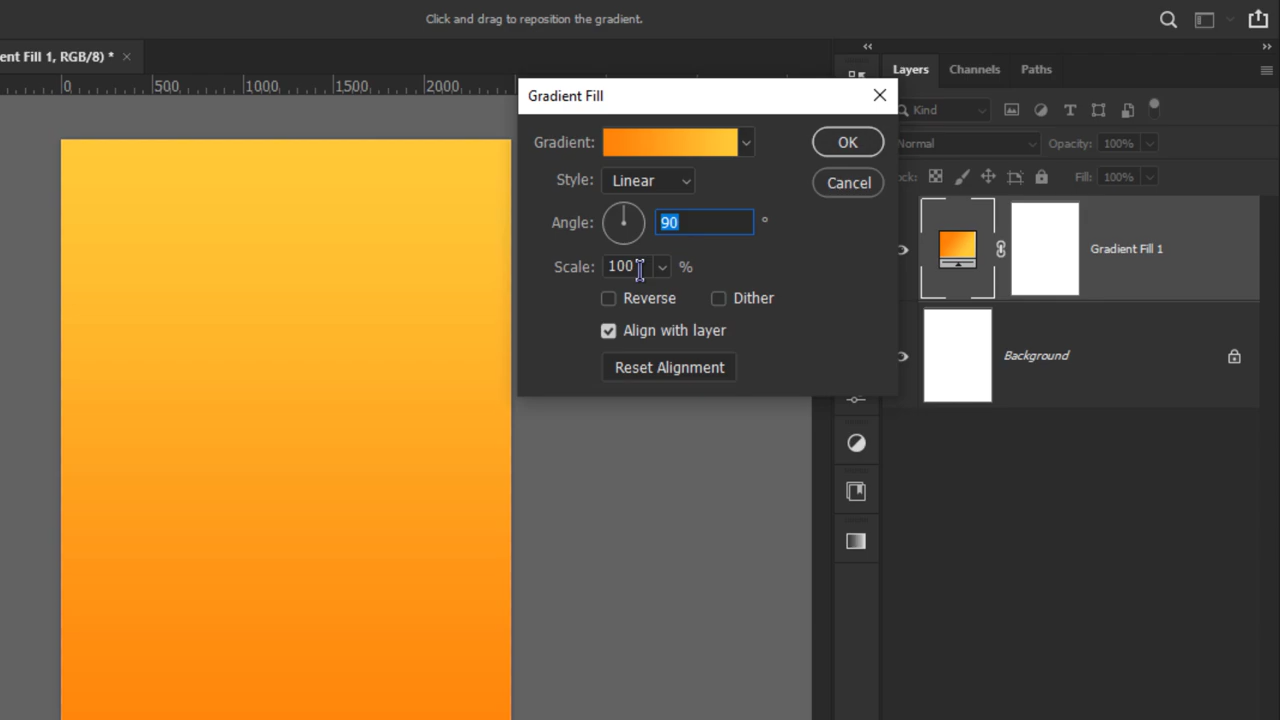 Click and drag to reposition the gradient.
ent Fill 1, RGB/8) *
0 500 1000 1500 2000
Layers Channels Paths
Gradient Fill
Kind
Gradient:
OK
Normal
Opacity: 100%
Style: Linear
Cancel
ock:
Fill: 100%
Angle: 90 °
Gradient Fill 1
Scale: 100 %
Reverse Dither
Align with layer
Background
Reset Alignment